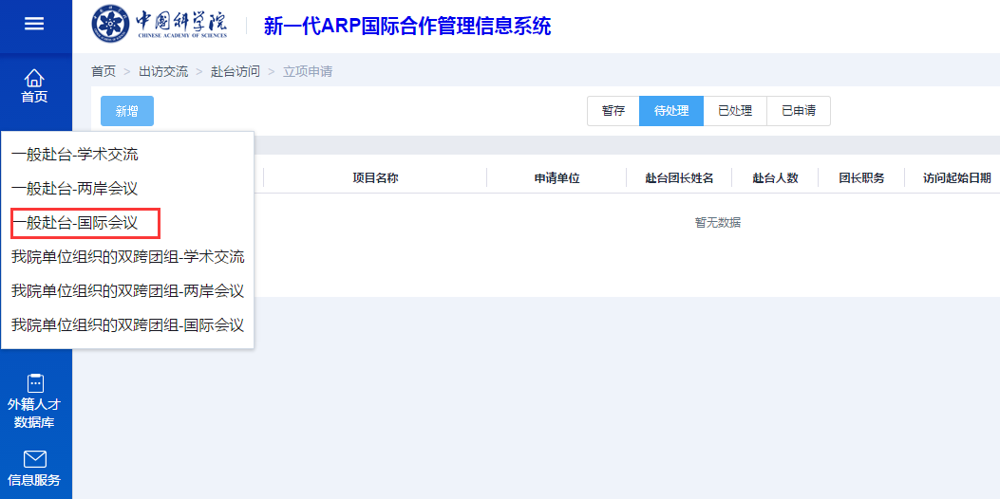 中国科学院
CHINESE ACADEMY OF SCIENCES
新一代ARP国际合作管理信息系统
首页
首页 > 出访交流 > 赴台访问 > 立项申请
新增
暂存 待处理 已处理 已申请
一般赴台-学术交流
一般赴台-两岸会议
一般赴台-国际会议
我院单位组织的双跨团组-学术交流
我院单位组织的双跨团组-两岸会议
我院单位组织的双跨团组-国际会议
项目名称 申请单位 赴台团长姓名 赴台人数 团长职务 访问起始日期
暂无数据
外籍人才
数据库
信息服务